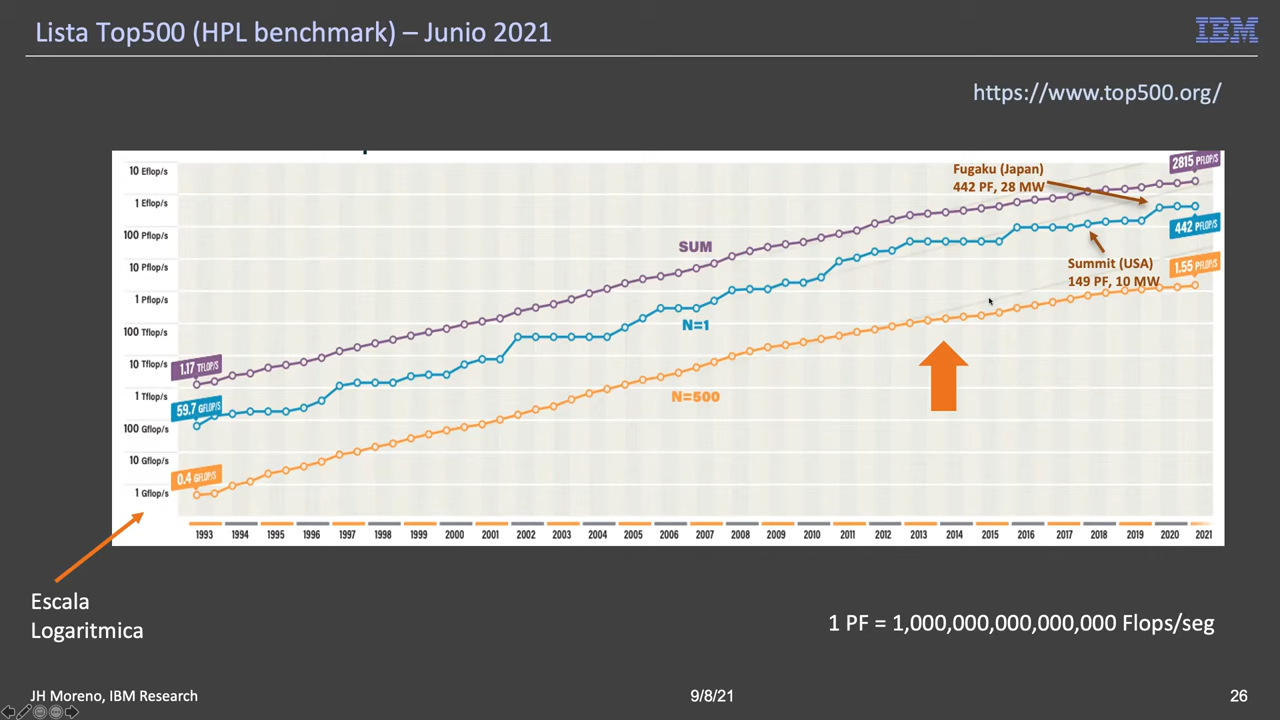 Lista Top500 (HPL benchmark) – Junio 2021
IBM
https://www.top500.org/
10 Eflop/s
1 Eflop/s
100 Pflop/s
10 Pflop/s
1 Pflop/s
100 Tflop/s
10 Tflop/s
1 Tflop/s
100 Gflop/s
10 Gflop/s
1 Gflop/s
1.17 TFLOP/S
59.7 GFLOP/S
0.4 GFLOP/S
SUM
N=1
N=500
Fugaku (Japan)
442 PF, 28 MW
2815 PFLOP/S
442 PFLOP/S
Summit (USA)
149 PF, 10 MW
1.55 PFLOP/S
1993 1994 1995 1996 1997 1998 1999 2000 2001 2002 2003 2004 2005 2006 2007 2008 2009 2010 2011 2012 2013 2014 2015 2016 2017 2018 2019 2020 2021
Escala
Logaritmica
1 PF = 1,000,000,000,000,000 Flops/seg
JH Moreno, IBM Research
9/8/21
26